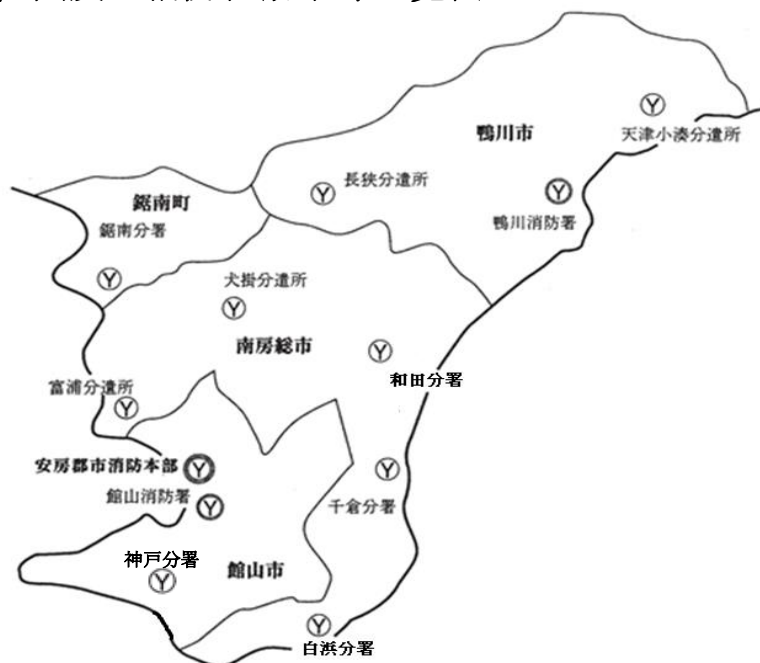 鴨川市
天津小湊分遣所
長狭分遣所
鋸南町
鴨川消防署
鋸南分署
犬掛分遣所
南房総市
和田分署
富浦分遣所
安房郡市消防本部
館山消防署
千倉分署
神戸分署
館山市
白浜分署